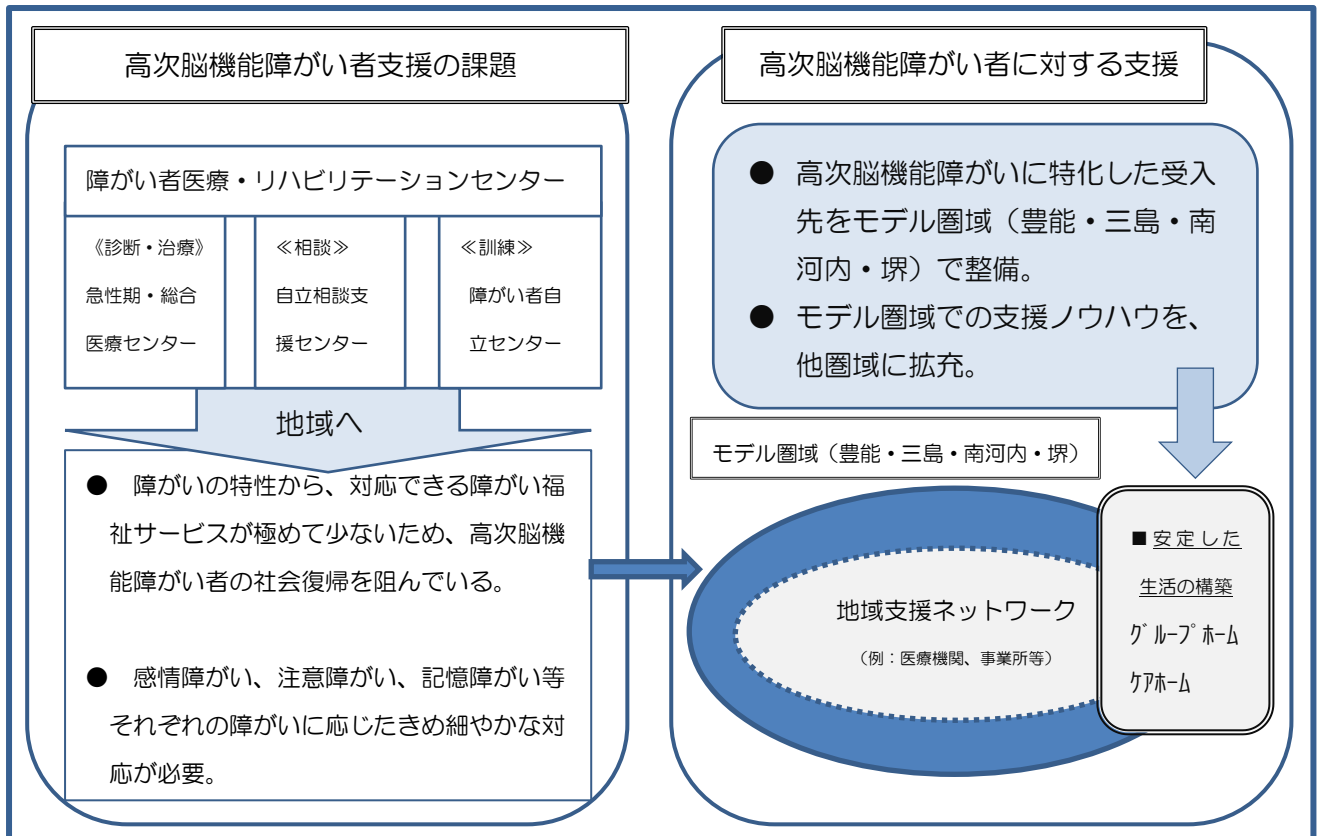 高次脳機能障がい者支援の課題
障がい者医療・リハビリテーションセンター
《診断・治療》
急性期・総合
医療センター
≪相談≫
自立相談支
援センター
≪訓練≫
障がい者自
立センター
地域へ
● 障がいの特性から、対応できる障がい福
祉サービスが極めて少ないため、高次脳機
能障がい者の社会復帰を阻んでいる。
● 感情障がい、注意障がい、記憶障がい等
それぞれの障がいに応じたきめ細やかな対
応が必要。
高次脳機能障がい者に対する支援
● 高次脳機能障がいに特化した受入
先をモデル圏域（豊能・三島・南
河内・堺）で整備。
● モデル圏域での支援ノウハウを、
他圏域に拡充。
モデル圏域（豊能・三島・南河内・堺）
地域支援ネットワーク
（例：医療機関、事業所等）
■安定した
生活の構築
ｸﾞﾙｰﾌﾟﾎｰﾑ
ｹｱﾎｰﾑ